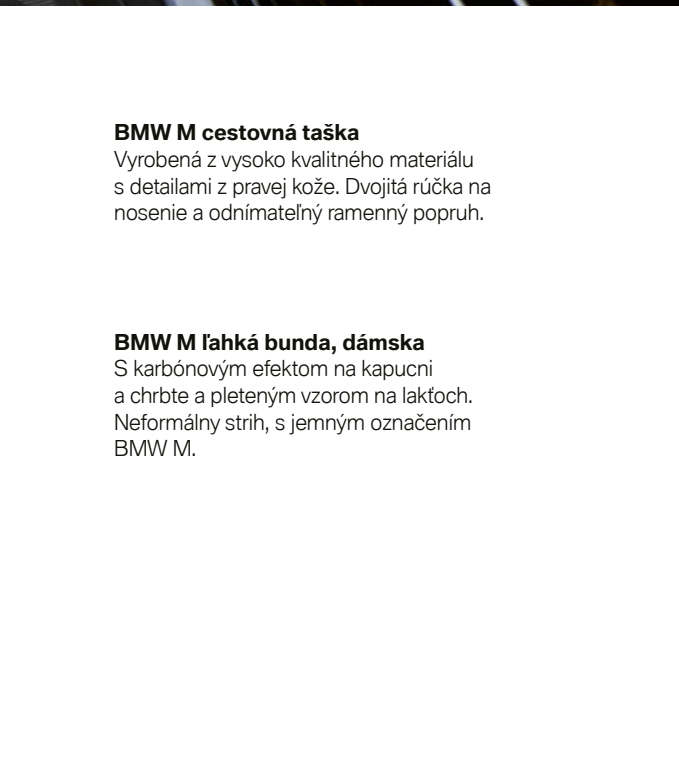 BMW M cestovná taška
Vyrobená z vysoko kvalitného materiálu
s detailami z pravej kože. Dvojitá rúčka na
nosenie a odnímateľný ramenný popruh.
BMW M ľahká bunda, dámska
S karbónovým efektom na kapucni
a chrbte a pleteným vzorom na lakťoch.
Neformálny strih, s jemným označením
BMW M.